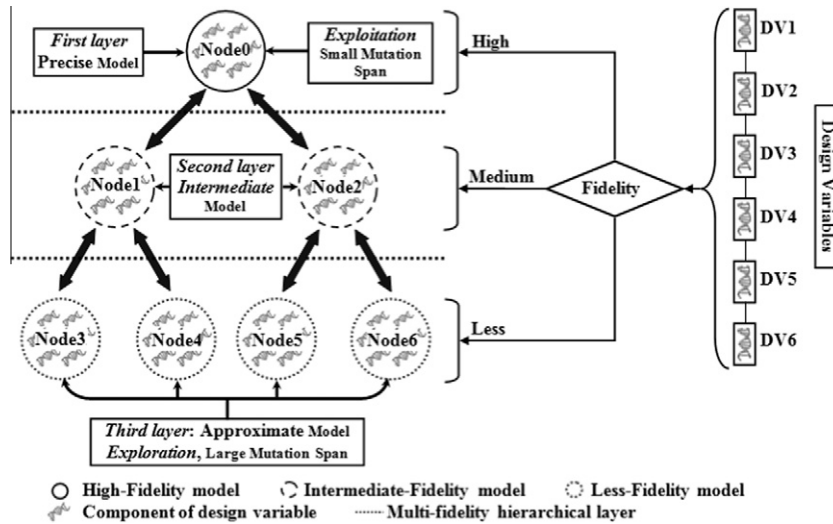 First layer
Precise Model
Node0
Exploitation
Small Mutation
Span
High
Node1
Second layer
Intermediate
Model
Node2
Medium
Fidelity
Node3
Node4
Node5
Node6
Less
Third layer: Approximate Model
Exploration, Large Mutation Span
DV1
DV2
DV3
DV4
DV5
DV6
Design Variables
High-Fidelity model
Intermediate-Fidelity model
Less-Fidelity model
Component of design variable
Multi-fidelity hierarchical layer